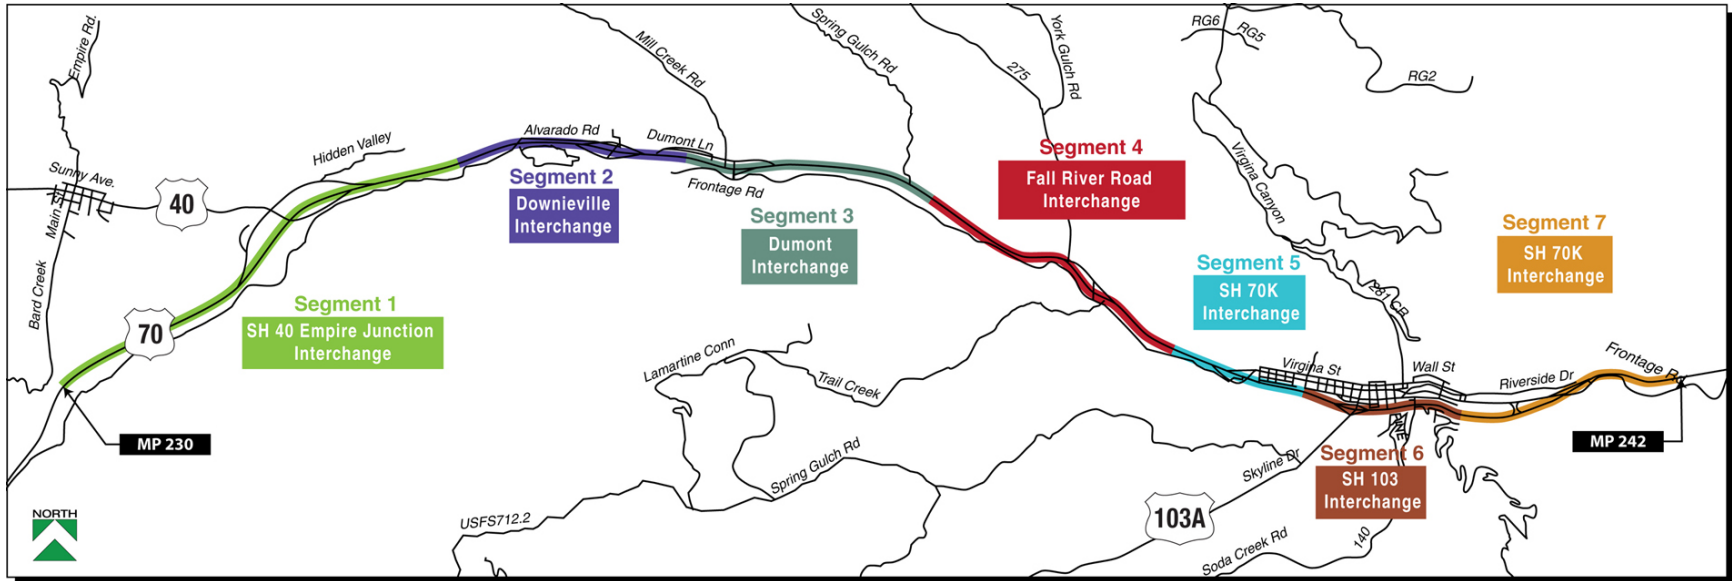 Empire Rd.
Sunny Ave.
Main St
Bard Creek
40
70
Hidden Valley
MP 230
NORTH
Segment 1
SH 40 Empire Junction
Interchange
Alvarado Rd
Segment 2
Downieville
Interchange
Mill Creek Rd
Dumont Ln
Frontage Rd
Spring Gulch Rd
Segment 3
Dumont
Interchange
275
York Gulch Rd
Segment 4
Fall River Road
Interchange
RG6
RG5
RG2
Virginia Canyon
281 CR
Segment 5
SH 70K
Interchange
Segment 7
SH 70K
Interchange
Lamartine Conn
Trail Creek
Spring Gulch Rd
USFS712.2
Virgina St
Wall St
Riverside Dr
Frontage Rd
MP 242
Skyline Dr
Segment 6
SH 103
Interchange
103A
Soda Creek Rd
140